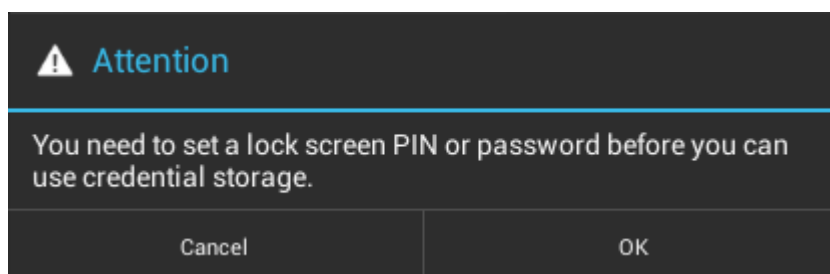 Attention
You need to set a lock screen PIN or password before you can
use credential storage.
Cancel
OK